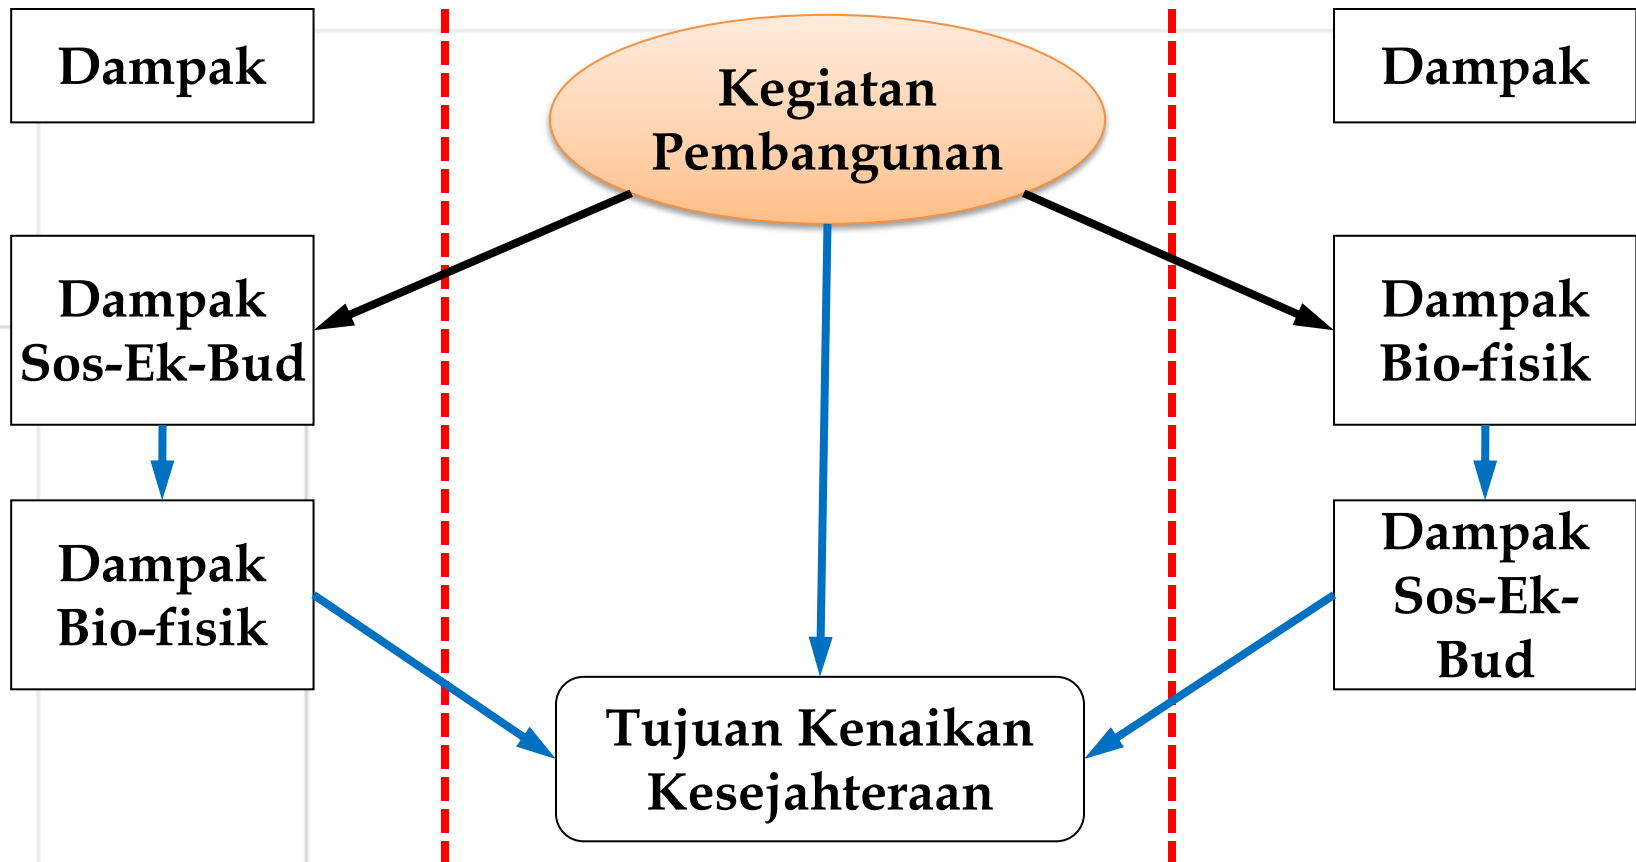 Dampak
Kegiatan
Pembangunan
Dampak
Dampak
Sos-Ek-Bud
Dampak
Bio-fisik
Dampak
Bio-fisik
Dampak
Sos-Ek-
Bud
Tujuan Kenaikan
Kesejahteraan